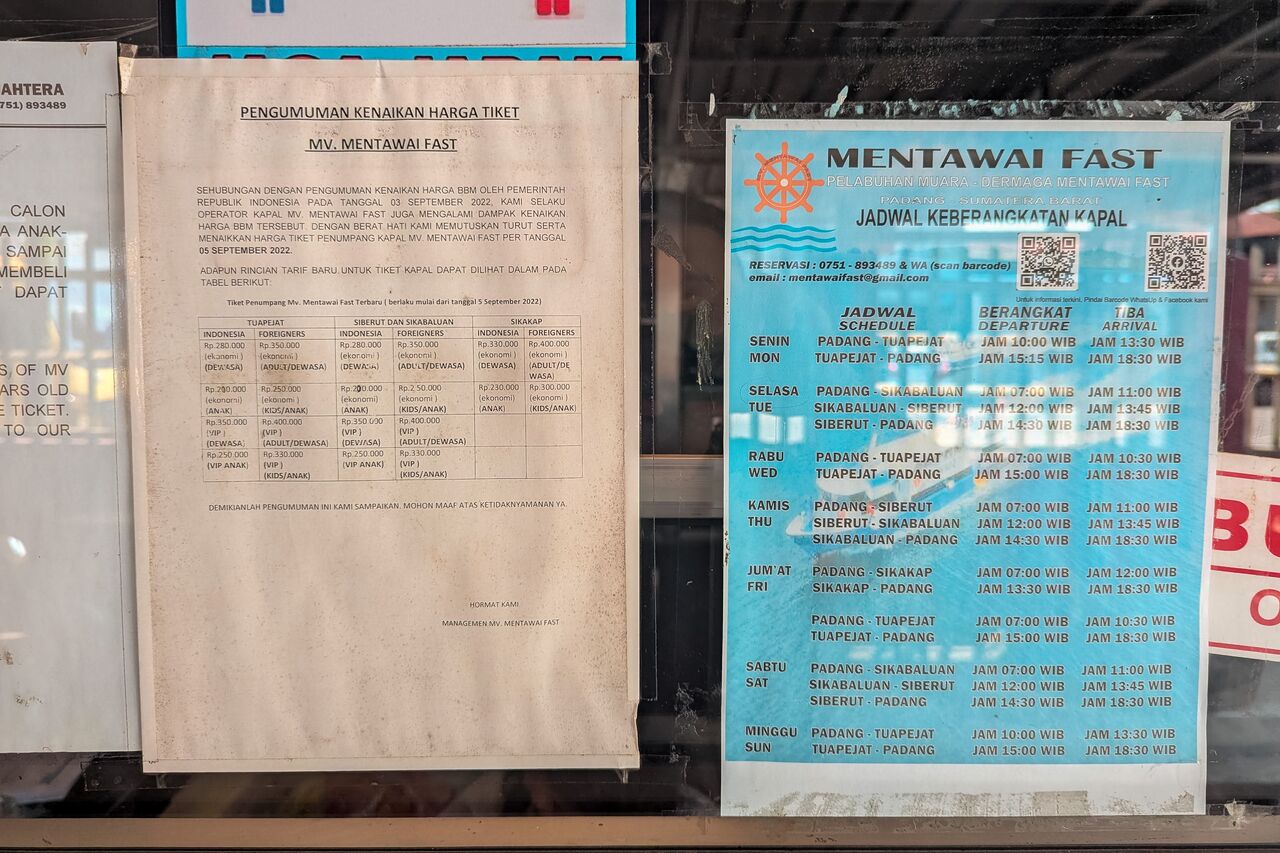 AHTERA
751) 893489
CALON
A ANAK-
SAMPAI
MEMBELI
DAPAT
OF MV
ARS OLD
E TICKET.
TO OUR
PENGUMUMAN KENAIKAN HARGA TIKET
MV. MENTAWAI FAST
SEHUBUNGAN DENGAN PENGUMUMAN KENAIKAN HARGA BBM OLEH PEMERINTAH
REPUBLIK INDONESIA PADA TANGGAL 03 SEPTEMBER 2022, KAMI SELAKU
OPERATOR KAPAL MV. MENTAWAI FAST JUGA MENGALAMI DAMPAK KENAIKAN
HARGA BBM TERSEBUT. DENGAN BERAT HATI KAMI MEMUTUSKAN TURUT SERTA
MENAIKKAN HARGA TIKET PENUMPANG KAPAL MV. MENTAWAI FAST PER TANGGAL
05 SEPTEMBER 2022.
ADAPUN RINCIAN TARIF BARU UNTUK TIKET KAPAL DAPAT DILIHAT DALAM PADA
TABEL BERIKUT:
Tiket Penumpang Mv. Mentawai Fast Terbaru ( berlaku mulai dari tanggal 5 September 2022)
TUAPEJAT SIBERUT DAN SIKABALUAN SIKAKAP
INDONESIA FOREIGNERS INDONESIA FOREIGNERS INDONESIA FOREIGNERS
Rp.280.000 Rp.350.000 Rp.280.000 Rp.350.000 Rp.330.000 Rp.400.000
(ekonomi ) (ekonomi ) (ekonomi ) (ekonomi ) (ekonomi ) (ekonomi )
(DEWASA) (ADULT/DEWASA) (DEWASA) (ADULT/DEWASA) (DEWASA) (ADULT/DE
WASA)
Rp.200.000 Rp.250.000 Rp.200.000 Rp.250.000 Rp.230.000 Rp.300.000
(ekonomi) (ekonomi ) (ekonomi ) (ekonomi ) (ekonomi ) (ekonomi )
(ANAK) (KIDS/ANAK) (ANAK) (KIDS/ANAK) (ANAK) (KIDS/ANAK)
Rp.350.000 Rp.400.000 Rp.350.000 Rp.400.000
(VIP ) (VIP ) (VIP ) (VIP )
(DEWASA) (ADULT/DEWASA) (DEWASA) (ADULT/DEWASA)
Rp.250.000 Rp.330.000 Rp.250.000 Rp.330.000
(VIP ANAK) (VIP ) (VIP ANAK) (VIP )
(KIDS/ANAK) (KIDS/ANAK)
DEMIKIANLAH PENGUMUMAN INI KAMI SAMPAIKAN. MOHON MAAF ATAS KETIDAKNYAMANAN YA
HORMAT KAMI
MANAGEMEN MV. MENTAWAI FAST
MENTAWAI FAST
PELABUHAN MUARA - DERMAGA MENTAWAI FAST
PADANG - SUMATERA BARAT
JADWAL KEBERANGKATAN KAPAL
RESERVASI : 0751 - 893489 & WA (scan barcode)
email : mentawaifast@gmail.com
Untuk informasi terkini, Pindai Barcode WhatsUp & Facebook kami
JADWAL BERANGKAT TIBA
SCHEDULE DEPARTURE ARRIVAL
SENIN PADANG - TUAPEJAT JAM 10:00 WIB JAM 13:30 WIB
MON TUAPEJAT - PADANG JAM 15:15 WIB JAM 18:30 WIB
SELASA PADANG - SIKABALUAN JAM 07:00 WIB JAM 11:00 WIB
TUE SIKABALUAN - SIBERUT JAM 12:00 WIB JAM 13:45 WIB
SIBERUT - PADANG JAM 14:30 WIB JAM 18:30 WIB
RABU PADANG - TUAPEJAT JAM 07:00 WIB JAM 10:30 WIB
WED TUAPEJAT - PADANG JAM 15:00 WIB JAM 18:30 WIB
KAMIS PADANG - SIBERUT JAM 07:00 WIB JAM 11:00 WIB
THU SIBERUT - SIKABALUAN JAM 12:00 WIB JAM 13:45 WIB
SIKABALUAN - PADANG JAM 14:30 WIB JAM 18:30 WIB
JUM'AT PADANG - SIKAKAP JAM 07:00 WIB JAM 12:00 WIB
FRI SIKAKAP - PADANG JAM 13:30 WIB JAM 18:30 WIB
PADANG - TUAPEJAT JAM 07:00 WIB JAM 10:30 WIB
TUAPEJAT - PADANG JAM 15:00 WIB JAM 18:30 WIB
SABTU PADANG - SIKABALUAN JAM 07:00 WIB JAM 11:00 WIB
SAT SIKABALUAN - SIBERUT JAM 12:00 WIB JAM 13:45 WIB
SIBERUT - PADANG JAM 14:30 WIB JAM 18:30 WIB
MINGGU PADANG - TUAPEJAT JAM 10:00 WIB JAM 13:30 WIB
SUN TUAPEJAT - PADANG JAM 15:00 WIB JAM 18:30 WIB
BU
O